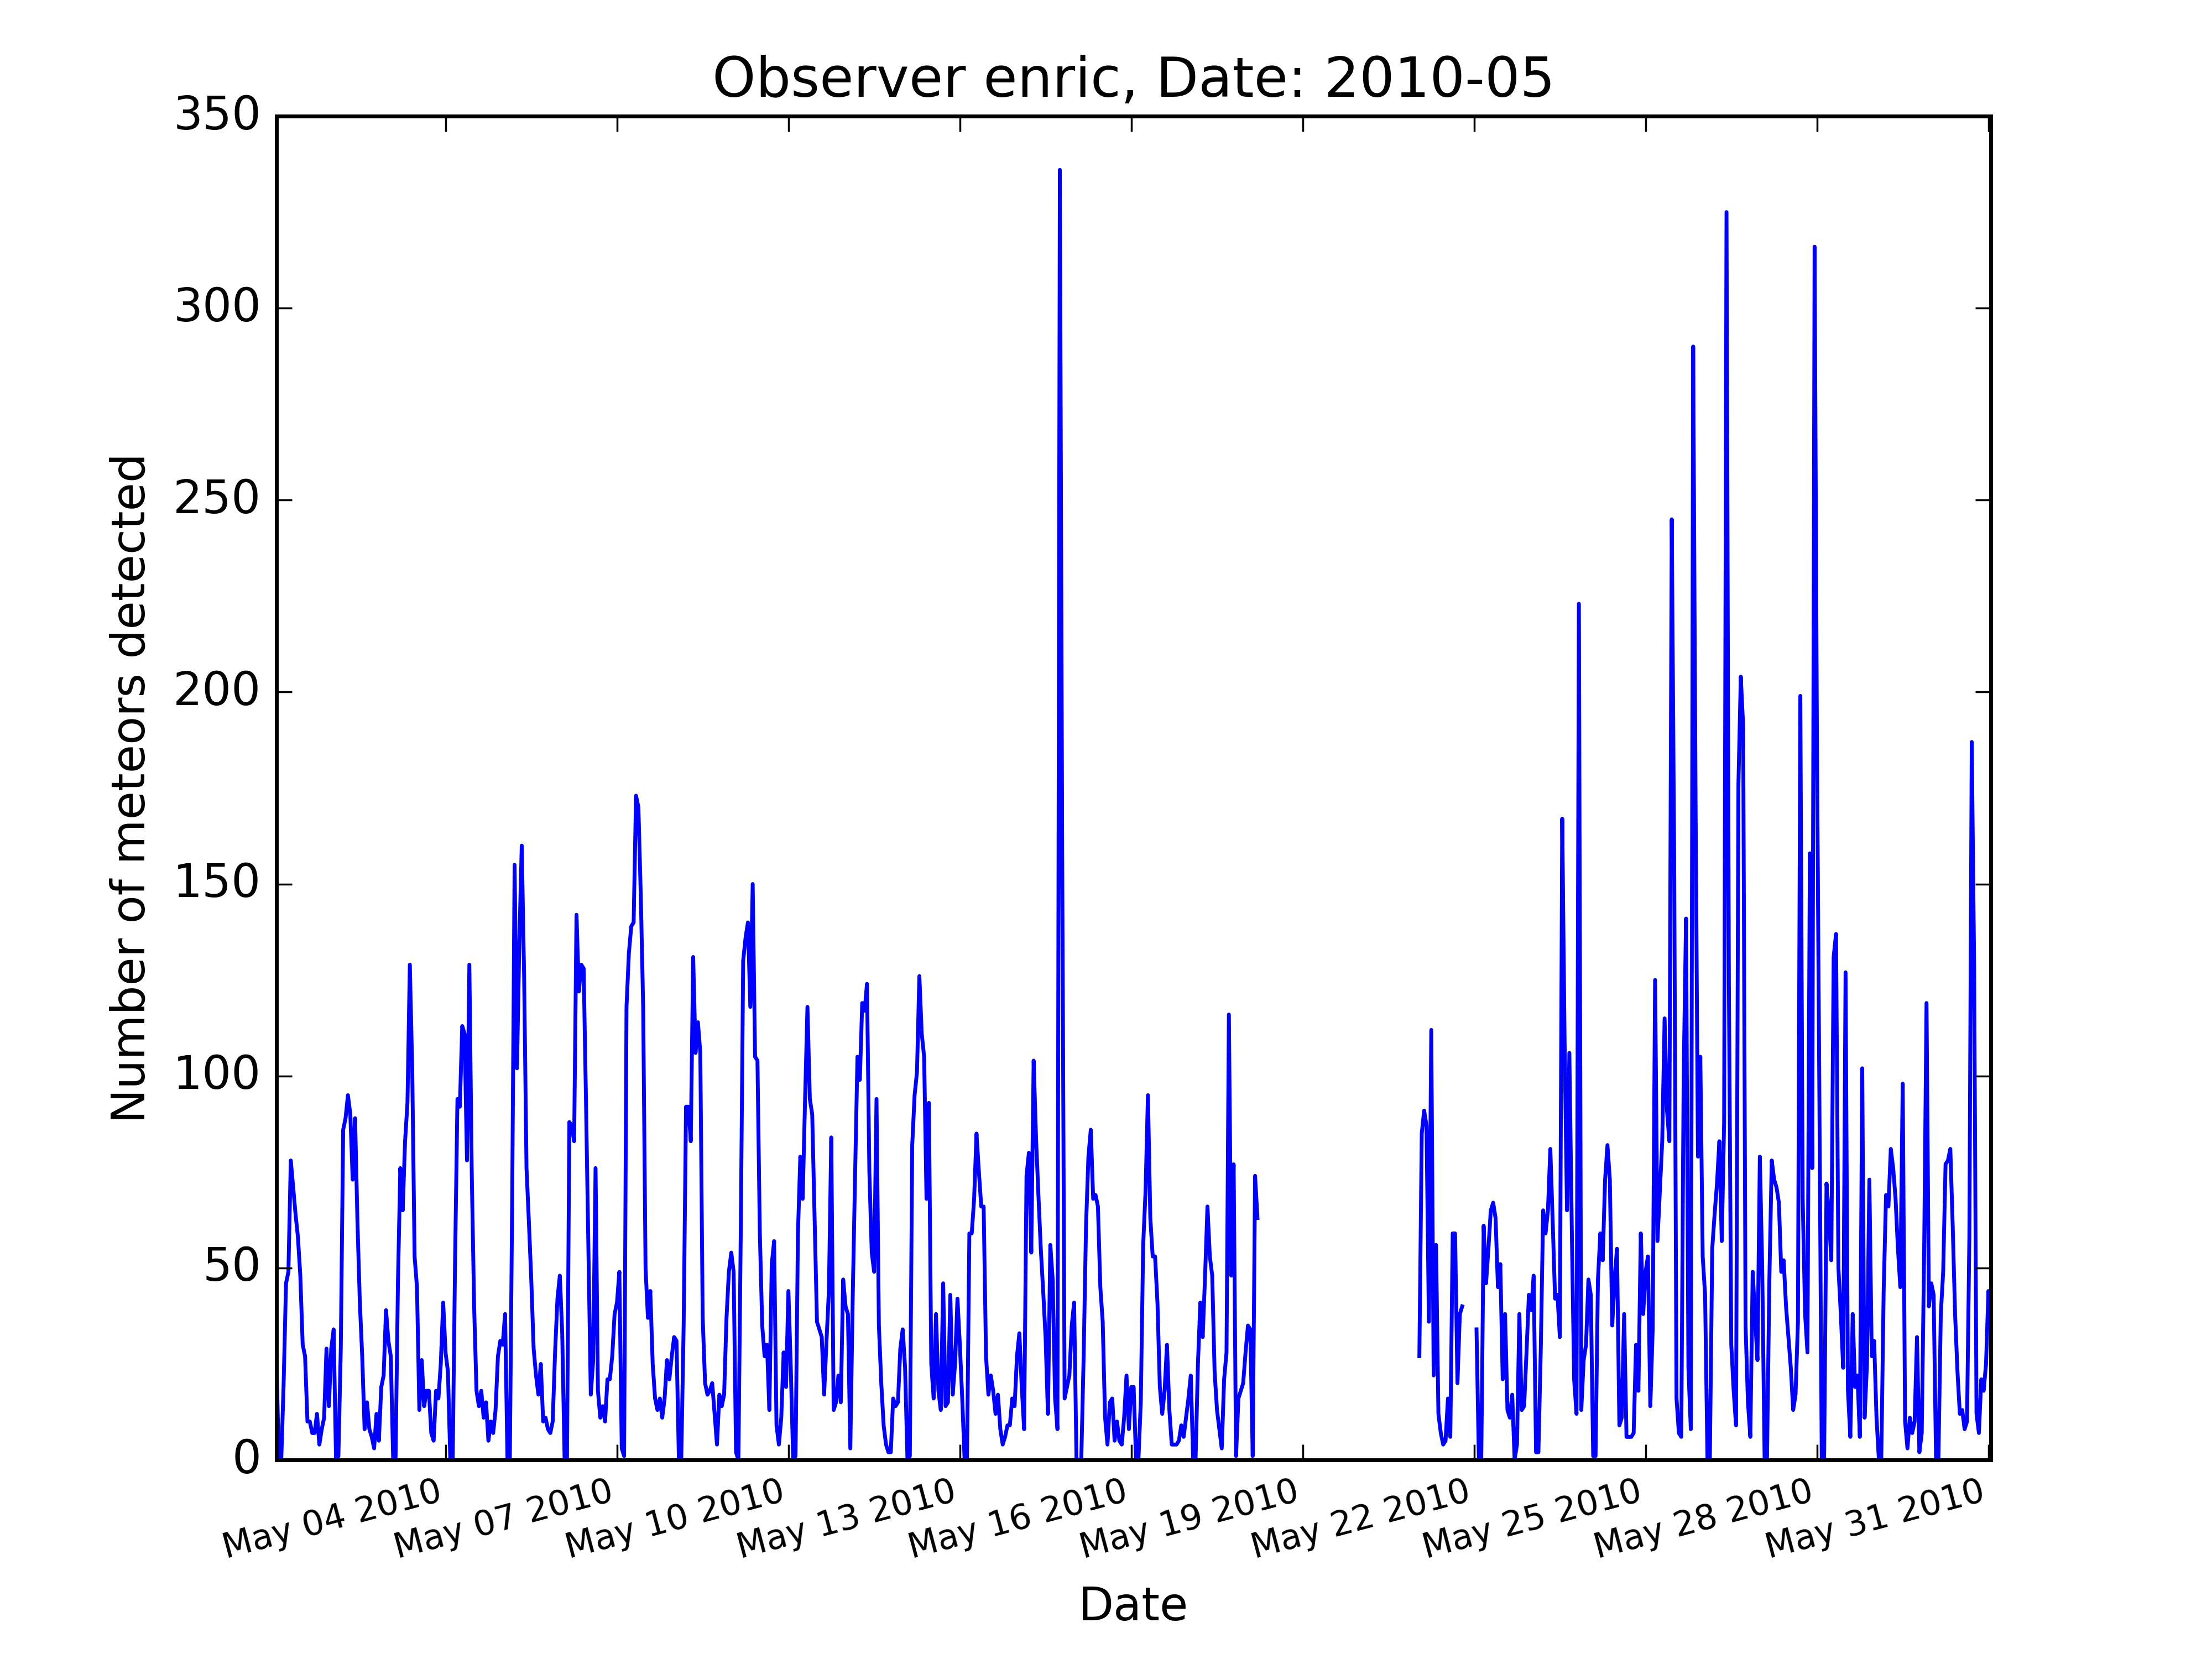 Observer enric, Date: 2010-05
350
300
250
200
150
100
50
0
Number of meteors detected
May 04 2010
May 07 2010
May 10 2010
May 13 2010
May 16 2010
May 19 2010
May 22 2010
May 25 2010
May 28 2010
May 31 2010
Date